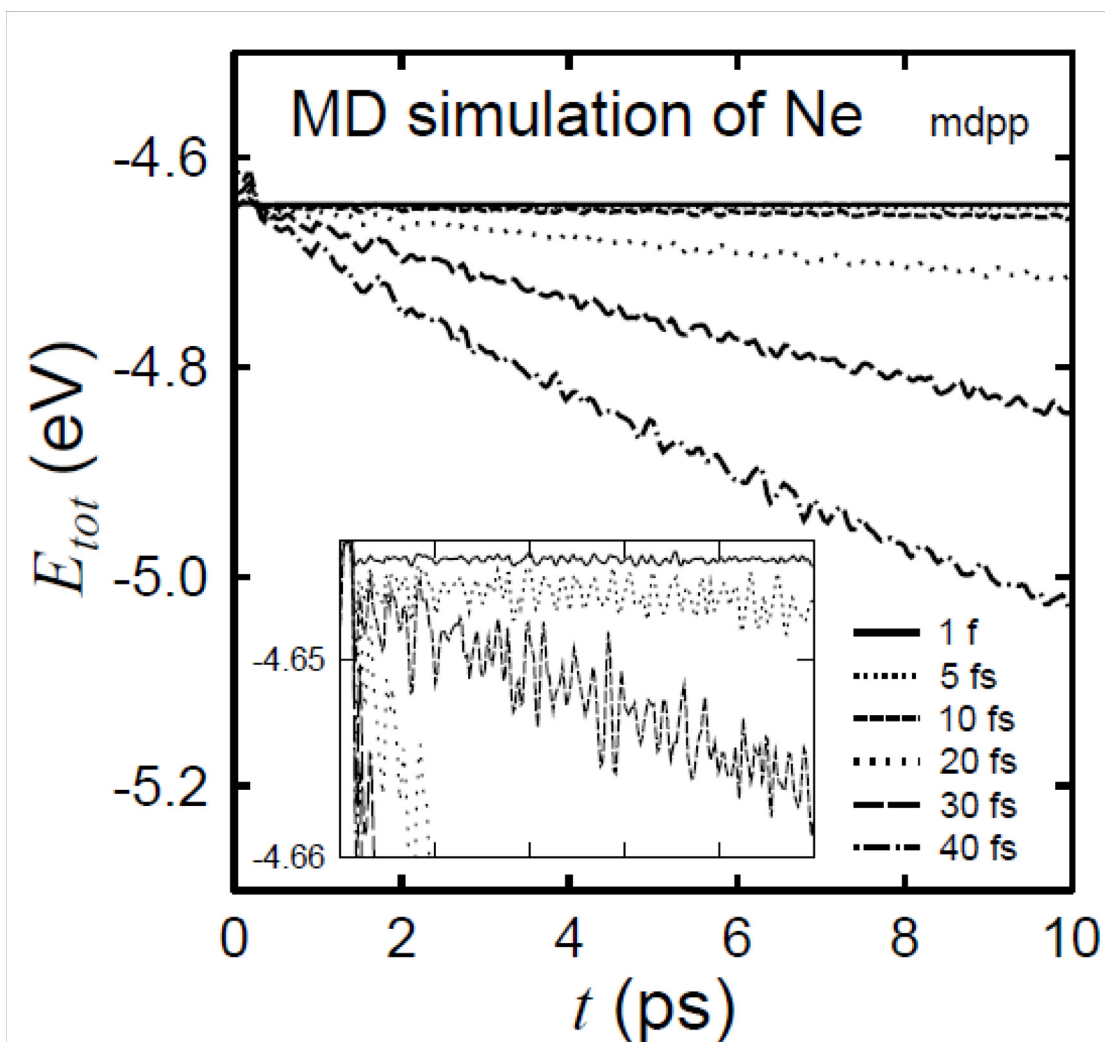 MD simulation of Ne mdpp
-4.6
-4.8
-5.0
-5.2
E_tot (eV)
-4.65
-4.66
1 f
5 fs
10 fs
20 fs
30 fs
40 fs
0 2 4 6 8 10
t (ps)